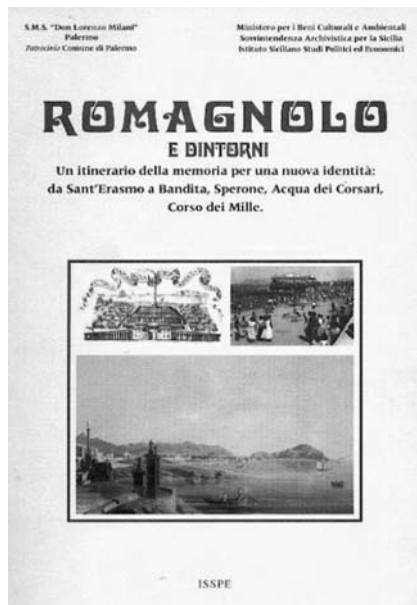 S.M.S. "Don Lorenzo Milani"
Palermo
Patrocinio Comune di Palermo
Ministero per i Beni Culturali e Ambientali
Sovrintendenza Archivistica per la Sicilia
Istituto Siciliano Studi Politici ed Economici
ROMAGNOLO
E DINTORNI
Un itinerario della memoria per una nuova identità:
da Sant'Erasmo a Bandita, Sperone, Acqua dei Corsari,
Corso dei Mille.
ISSPE